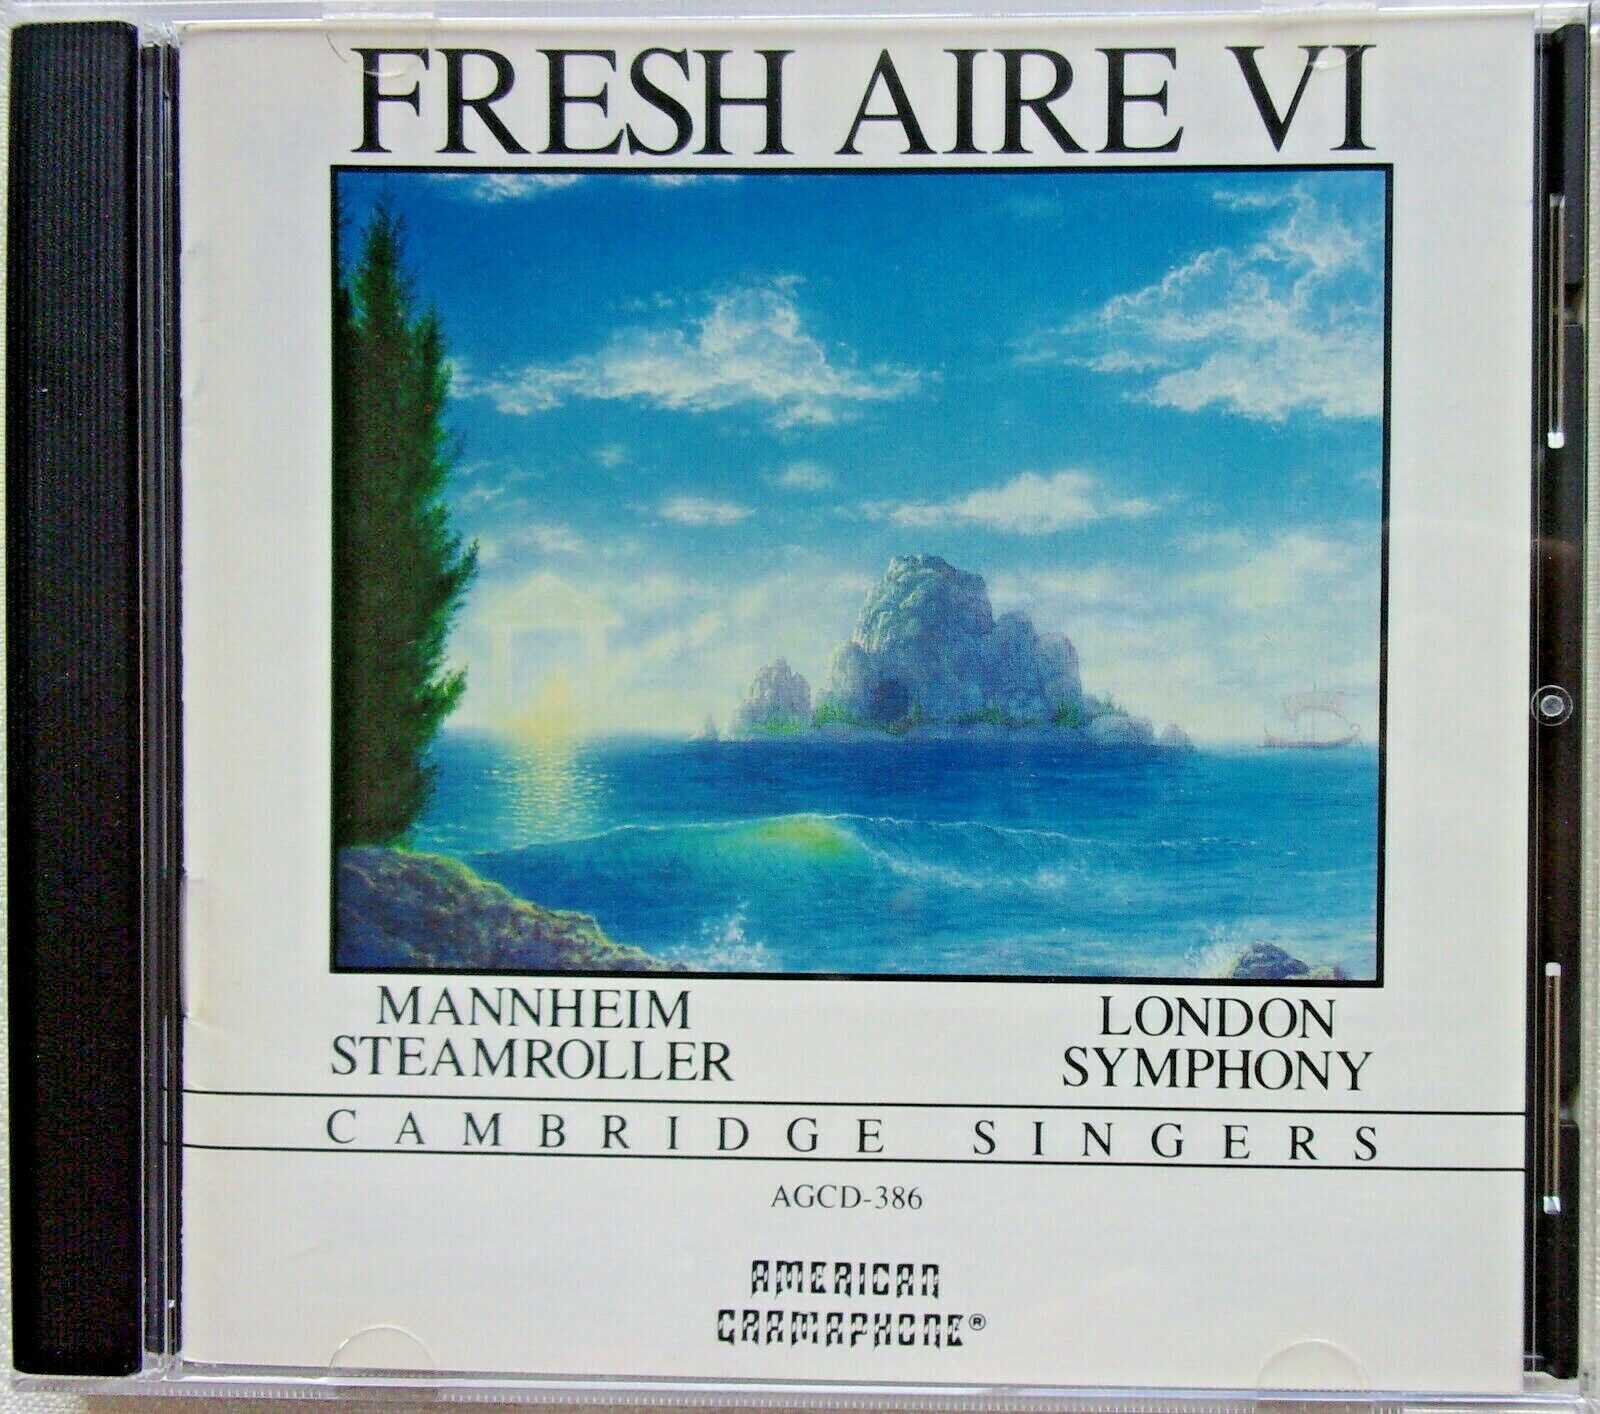 FRESH AIRE VI
MANNHEIM
STEAMROLLER
LONDON
SYMPHONY
CAMBRIDGE SINGERS
AGCD-386
AMERICAN
GRAMAPHONE®